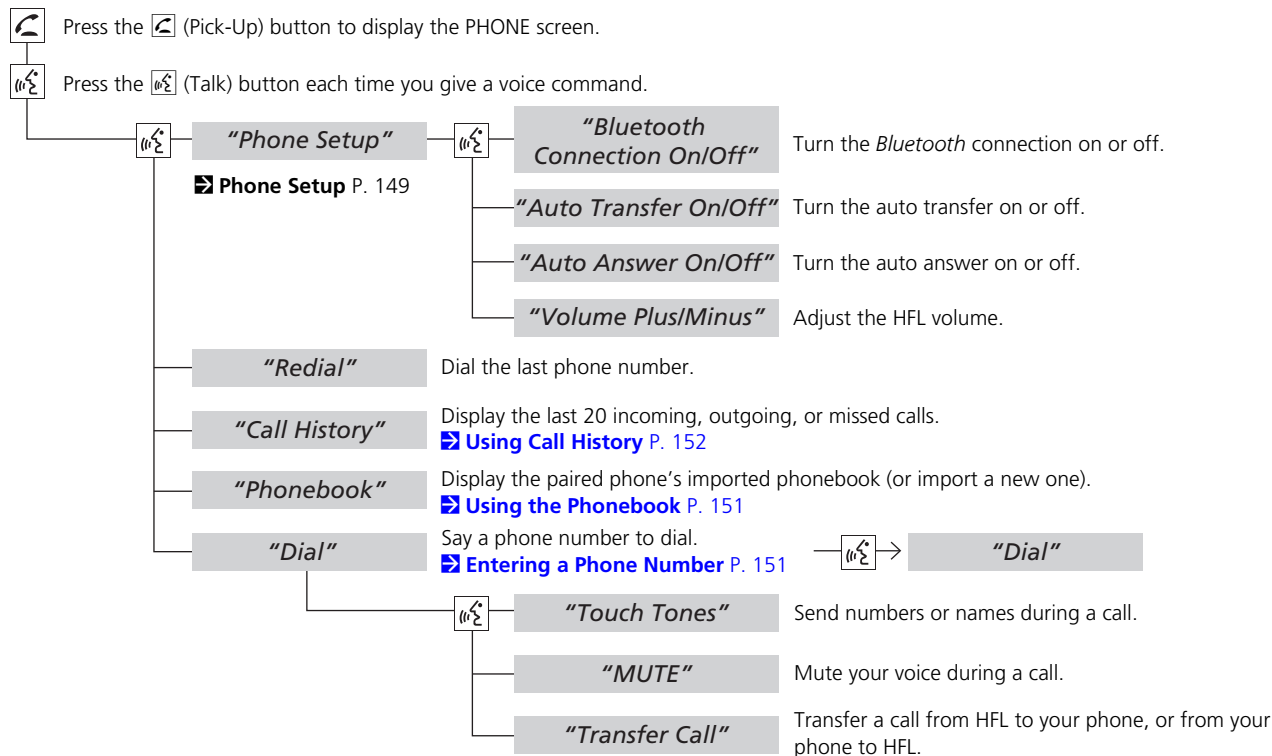 Press the (Pick-Up) button to display the PHONE screen.
Press the (Talk) button each time you give a voice command.
“Phone Setup”
Phone Setup P. 149
“Bluetooth
Connection On/Off”
Turn the Bluetooth connection on or off.
“Auto Transfer On/Off”
Turn the auto transfer on or off.
“Auto Answer On/Off”
Turn the auto answer on or off.
“Volume Plus/Minus”
Adjust the HFL volume.
“Redial”
Dial the last phone number.
“Call History”
Display the last 20 incoming, outgoing, or missed calls.
Using Call History P. 152
“Phonebook”
Display the paired phone’s imported phonebook (or import a new one).
Using the Phonebook P. 151
“Dial”
Say a phone number to dial.
Entering a Phone Number P. 151
“Dial”
“Touch Tones”
Send numbers or names during a call.
“MUTE”
Mute your voice during a call.
“Transfer Call”
Transfer a call from HFL to your phone, or from your
phone to HFL.